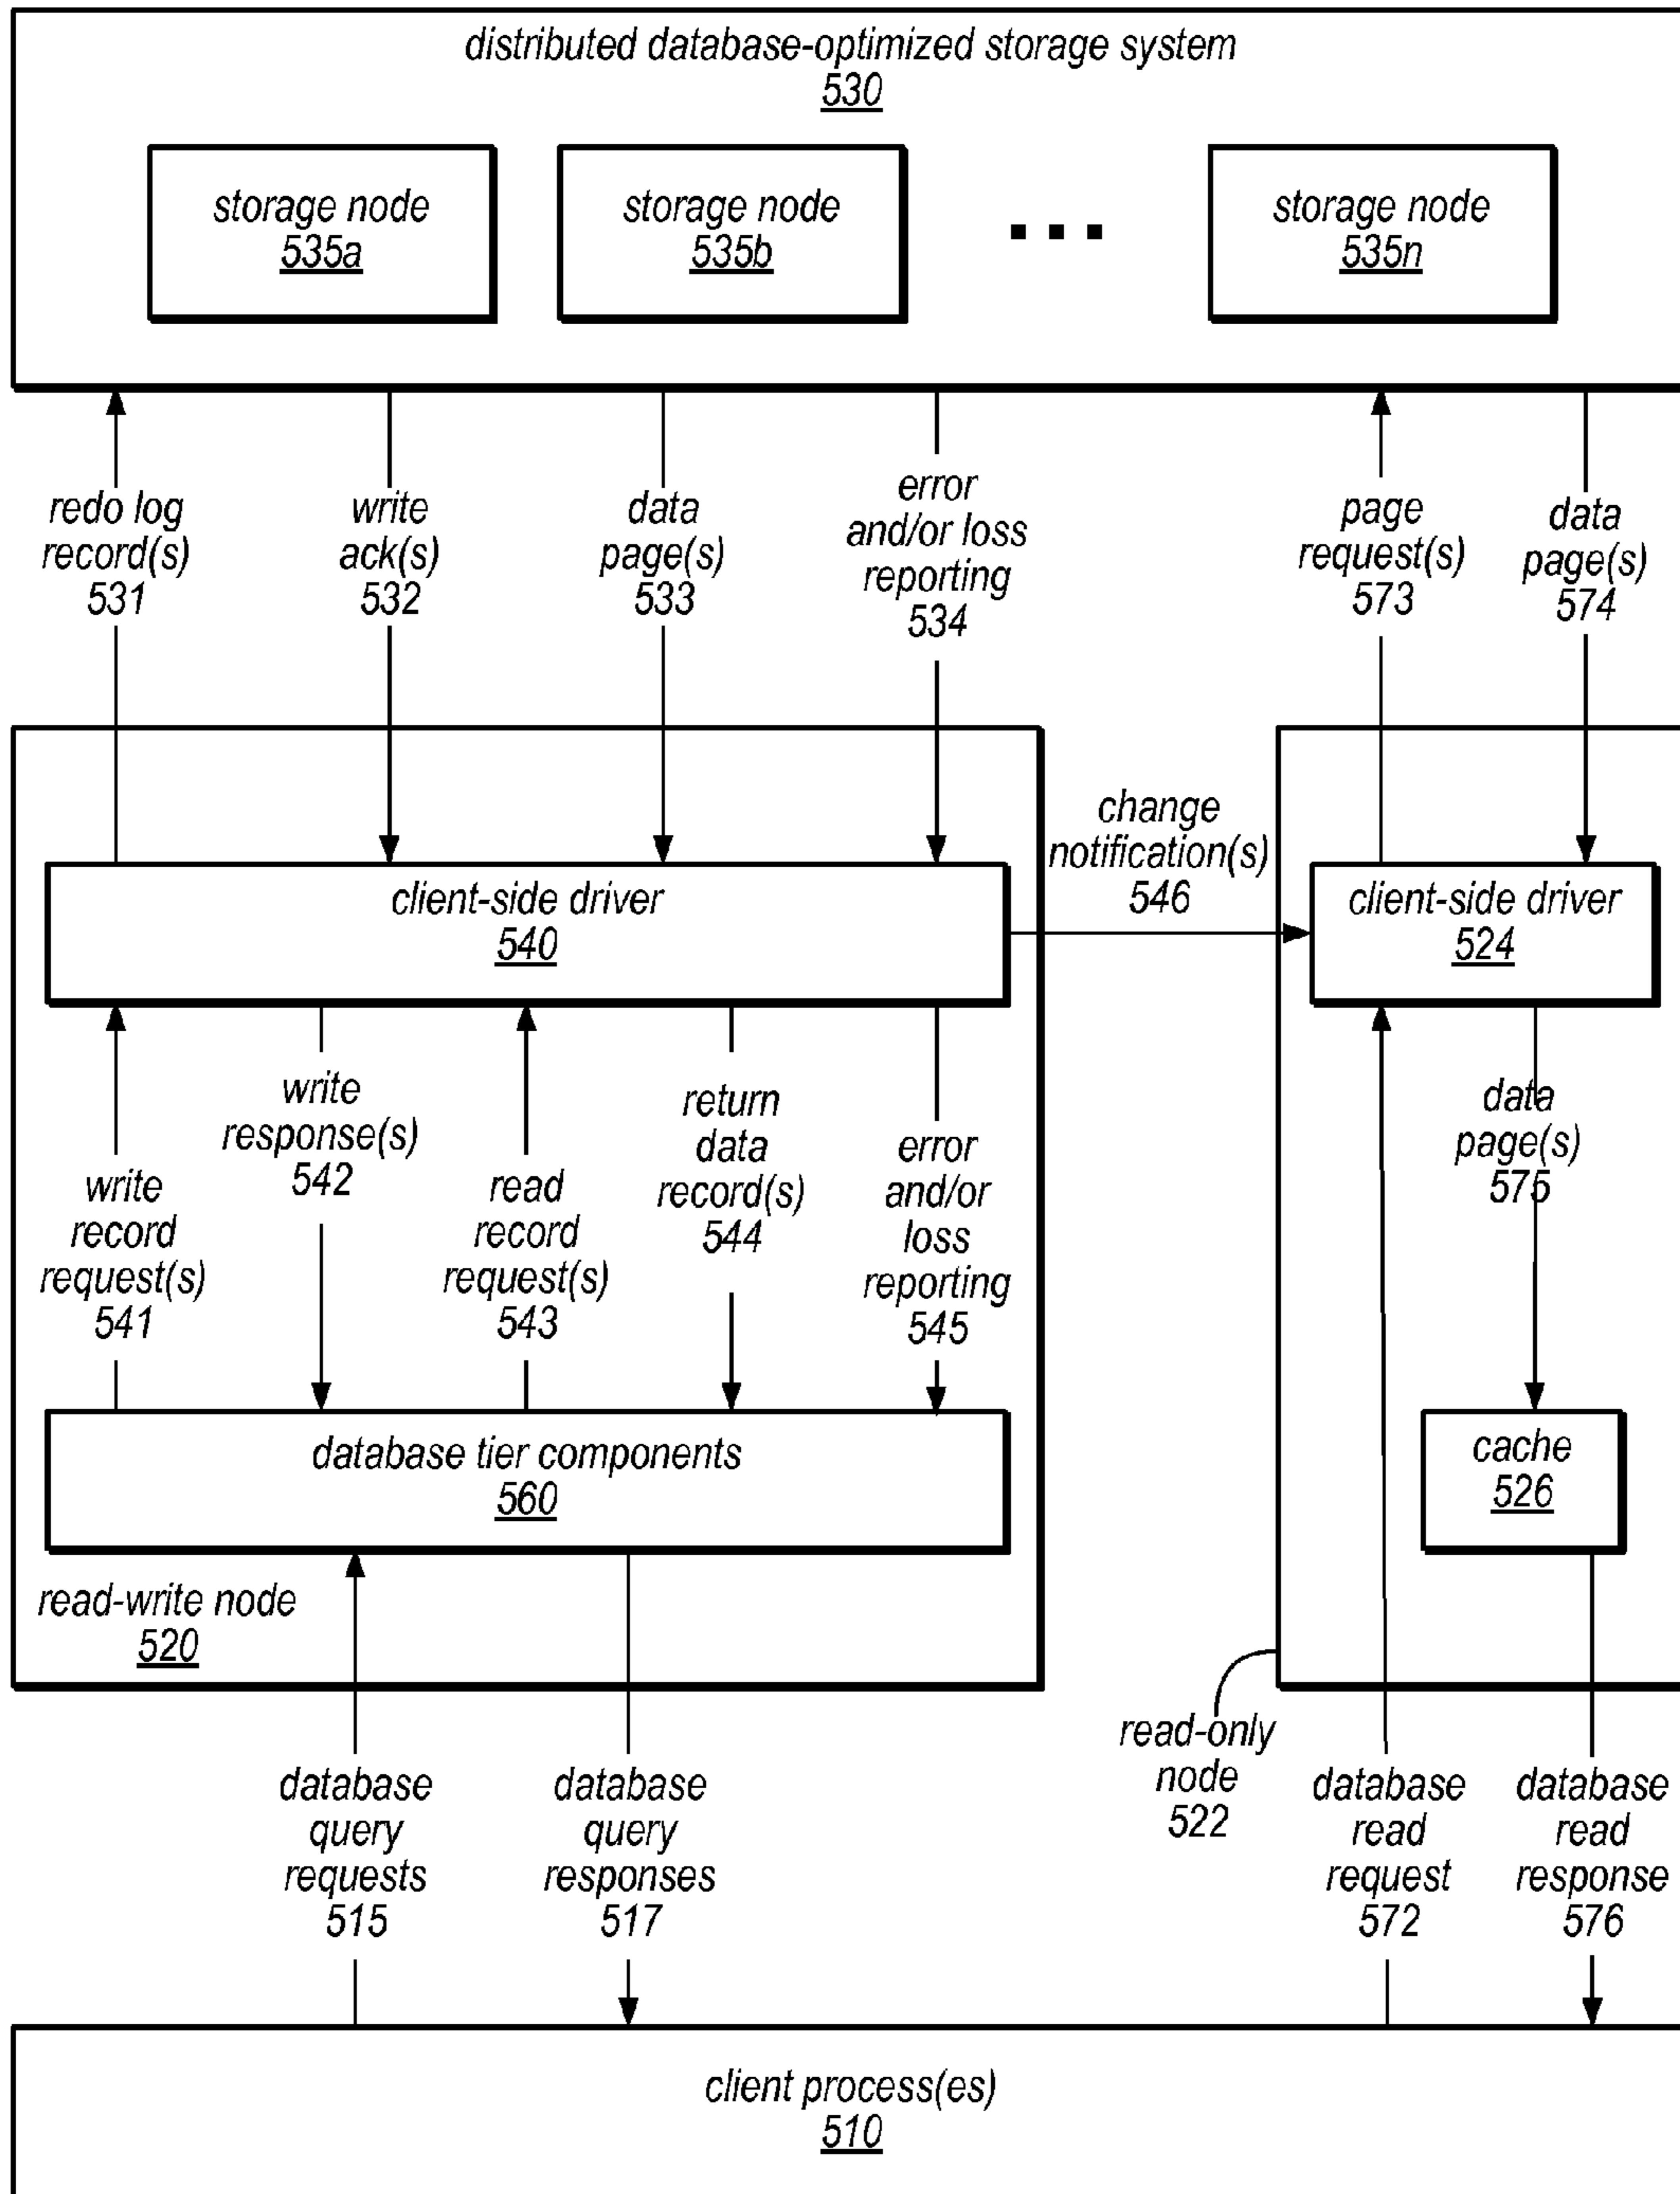 distributed database-optimized storage system
530
storage node
535a
storage node
535b
storage node
535n
redo log
record(s)
531
write
ack(s)
532
data
page(s)
533
error
and/or loss
reporting
534
page
request(s)
573
data
page(s)
574
change
notification(s)
546
client-side driver
540
client-side driver
524
write
record
request(s)
541
write
response(s)
542
read
record
request(s)
543
return
data
record(s)
544
error
and/or
loss
reporting
545
data
page(s)
575
database tier components
560
cache
526
read-write node
520
read-only
node
522
database
query
requests
515
database
query
responses
517
database
read
request
572
database
read
response
576
client process(es)
510